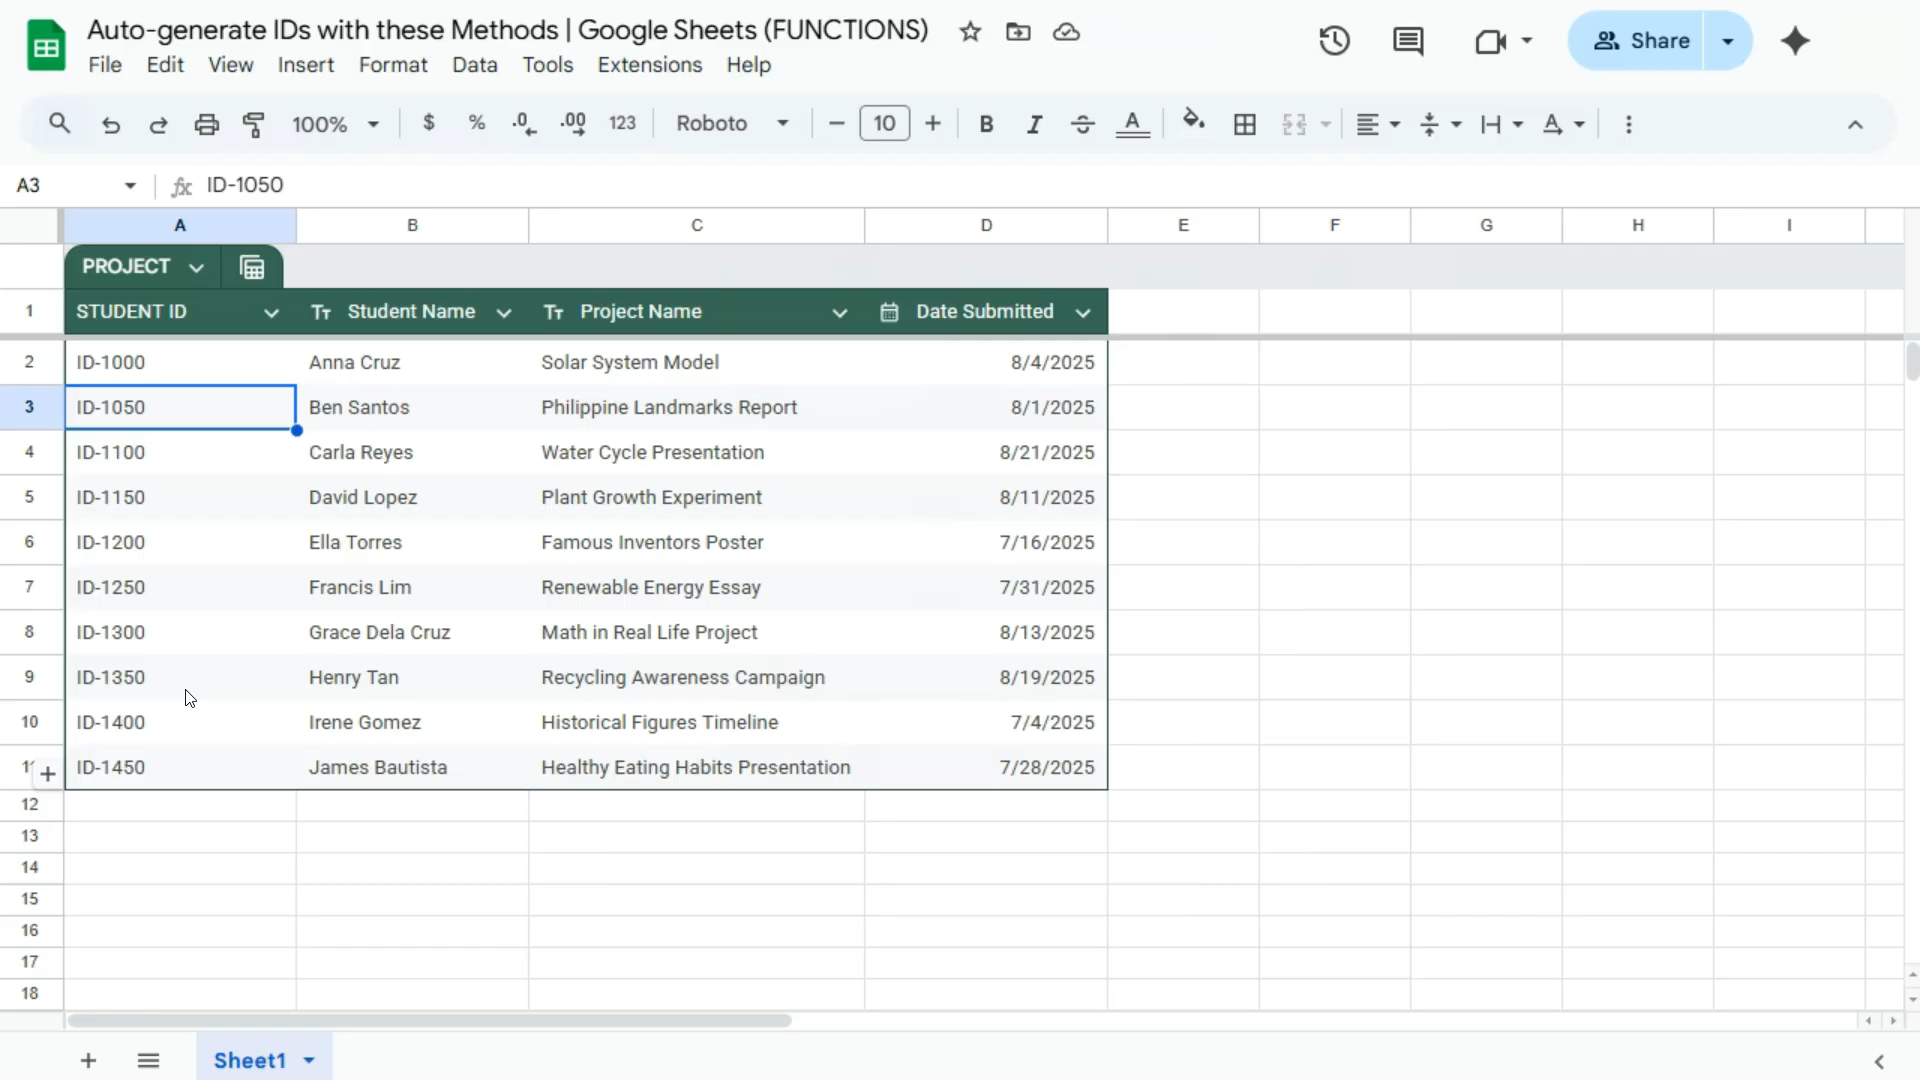 Auto-generate IDs with these Methods | Google Sheets (FUNCTIONS)
Share
File Edit View Insert Format Data Tools Extensions Help
100% $ % .0 .00 123 Roboto 10 B I S A A
A3 fx ID-1050
A B C D E F G H I
PROJECT
1 STUDENT ID Tт Student Name Tт Project Name Date Submitted
2 ID-1000 Anna Cruz Solar System Model 8/4/2025
3 ID-1050 Ben Santos Philippine Landmarks Report 8/1/2025
4 ID-1100 Carla Reyes Water Cycle Presentation 8/21/2025
5 ID-1150 David Lopez Plant Growth Experiment 8/11/2025
6 ID-1200 Ella Torres Famous Inventors Poster 7/16/2025
7 ID-1250 Francis Lim Renewable Energy Essay 7/31/2025
8 ID-1300 Grace Dela Cruz Math in Real Life Project 8/13/2025
9 ID-1350 Henry Tan Recycling Awareness Campaign 8/19/2025
10 ID-1400 Irene Gomez Historical Figures Timeline 7/4/2025
ID-1450 James Bautista Healthy Eating Habits Presentation 7/28/2025
12
13
14
15
16
17
18
Sheet1